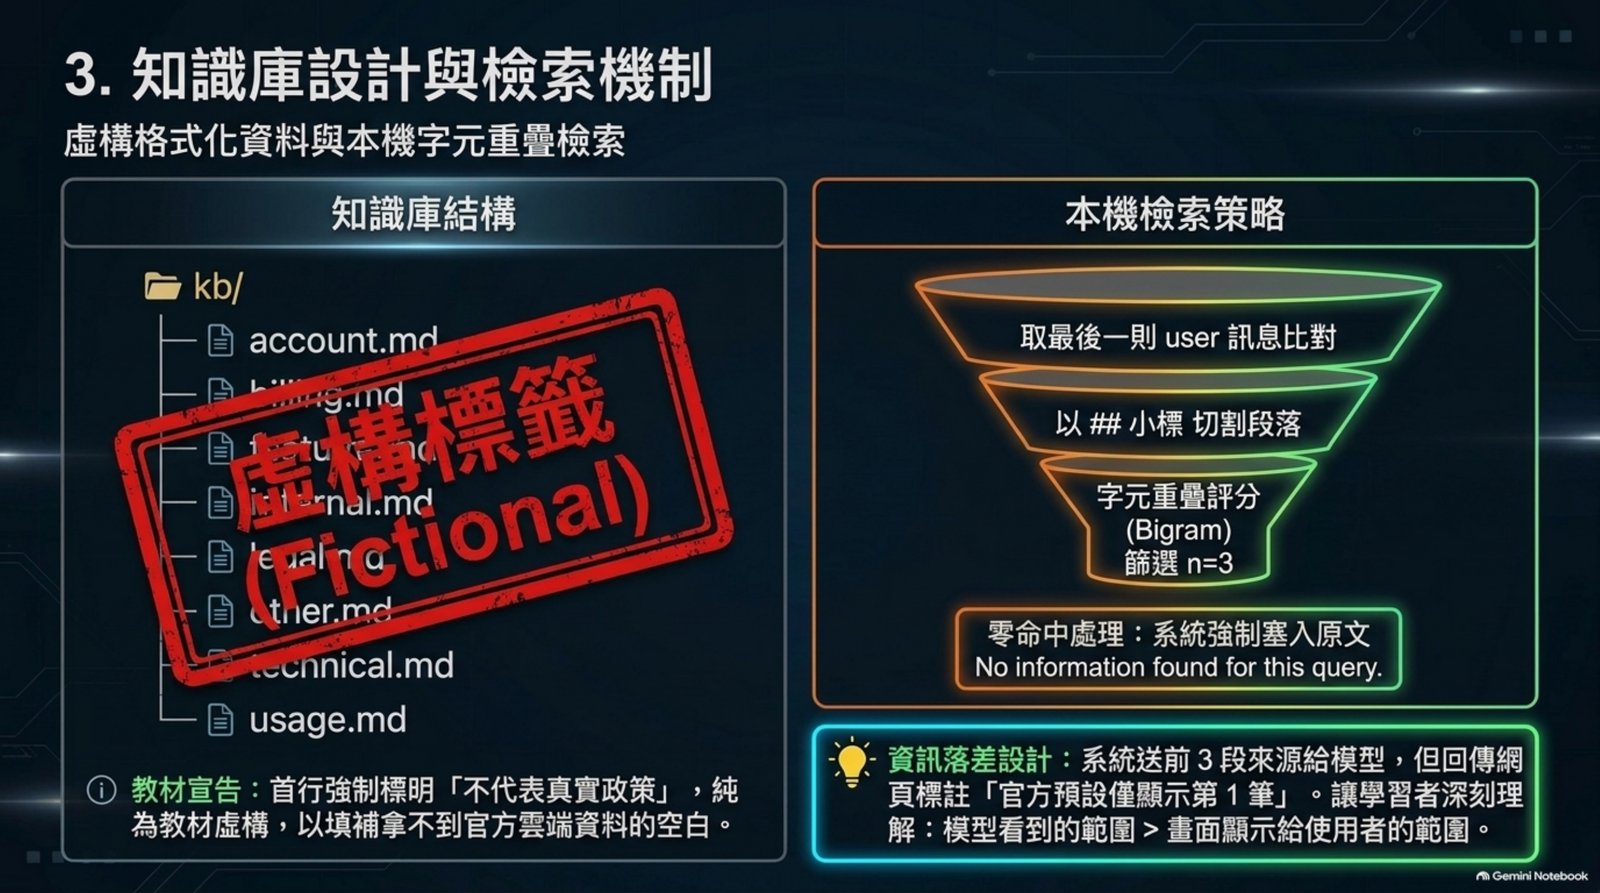 3. 知識庫設計與檢索機制
虛構格式化資料與本機字元重疊檢索
知識庫結構
kb/
account.md
billing.md
internal.md
legal.md
other.md
technical.md
usage.md
虛構標籤
(Fictional)
教材宣告：首行強制標明「不代表真實政策」，純
為教材虛構，以填補拿不到官方雲端資料的空白。
本機檢索策略
取最後一則 user 訊息比對
以 ## 小標 切割段落
字元重疊評分
(Bigram)
篩選 n=3
零命中處理：系統強制塞入原文
No information found for this query.
資訊落差設計：系統送前 3 段來源給模型，但回傳網
頁標註「官方預設僅顯示第 1 筆」。讓學習者深刻理
解：模型看到的範圍 > 畫面顯示給使用者的範圍。
Gemini Notebook